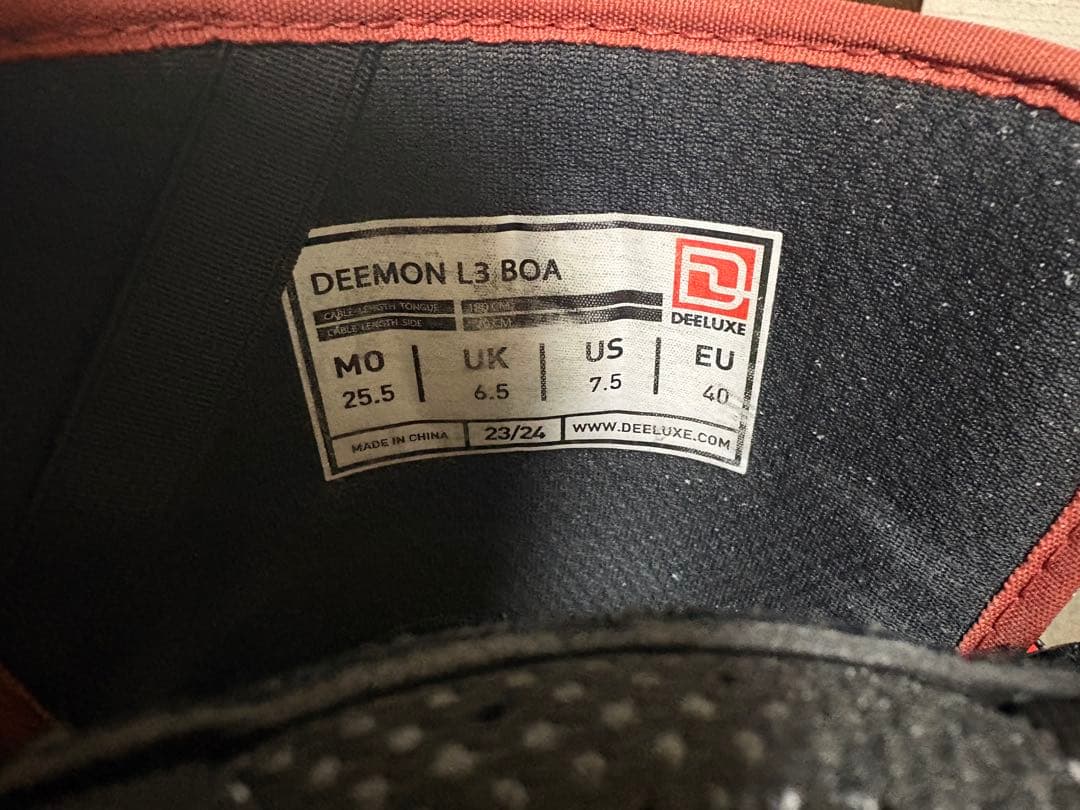 DEEMON L3 BOA
DEELUXE
CABLE LENGTH TONGUE
CABLE LENGTH SIDE CM
MO UK US EU
25.5 6.5 7.5 40
MADE IN CHINA 23/24 WWW.DEELUXE.COM